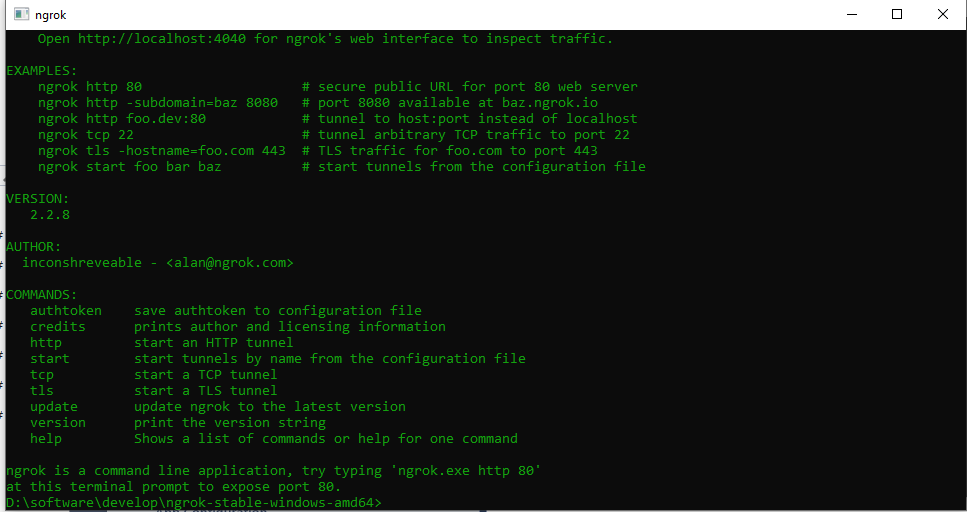 ngrok
Open http://localhost:4040 for ngrok's web interface to inspect traffic.
EXAMPLES:
ngrok http 80 # secure public URL for port 80 web server
ngrok http -subdomain=baz 8080 # port 8080 available at baz.ngrok.io
ngrok http foo.dev:80 # tunnel to host:port instead of localhost
ngrok tcp 22 # tunnel arbitrary TCP traffic to port 22
ngrok tls -hostname=foo.com 443 # TLS traffic for foo.com to port 443
ngrok start foo bar baz # start tunnels from the configuration file
VERSION:
2.2.8
AUTHOR:
inconshreveable - <alan@ngrok.com>
COMMANDS:
authtoken save authtoken to configuration file
credits prints author and licensing information
http start an HTTP tunnel
start start tunnels by name from the configuration file
tcp start a TCP tunnel
tls start a TLS tunnel
update update ngrok to the latest version
version print the version string
help Shows a list of commands or help for one command
ngrok is a command line application, try typing 'ngrok.exe http 80'
at this terminal prompt to expose port 80.
D:\software\develop\ngrok-stable-windows-amd64>